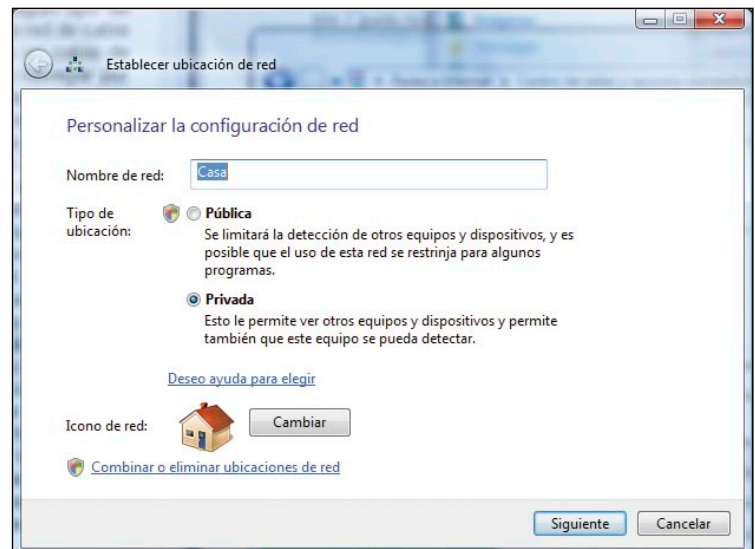 Establecer ubicación de red
Personalizar la configuración de red
Nombre de red:
Casa
Tipo de
ubicación:
Pública
Se limitará la detección de otros equipos y dispositivos, y es
posible que el uso de esta red se restrinja para algunos
programas.
Privada
Esto le permite ver otros equipos y dispositivos y permite
también que este equipo se pueda detectar.
Deseo ayuda para elegir
Icono de red:
Cambiar
Combinar o eliminar ubicaciones de red
Siguiente
Cancelar